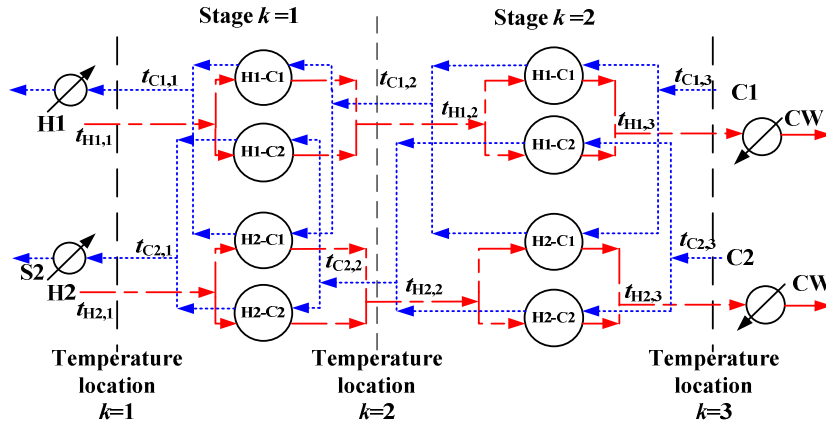 Stage k=1
Stage k=2
tC1,1
H1-C1
tC1,2
H1-C1
tC1,3
C1
H1
tH1,1
tH1,2
tH1,3
CW
H1-C2
H1-C2
tC2,1
H2-C1
tC2,2
H2-C1
tC2,3
C2
S2
H2
tH2,1
tH2,2
tH2,3
CW
H2-C2
H2-C2
Temperature
location
k=1
Temperature
location
k=2
Temperature
location
k=3